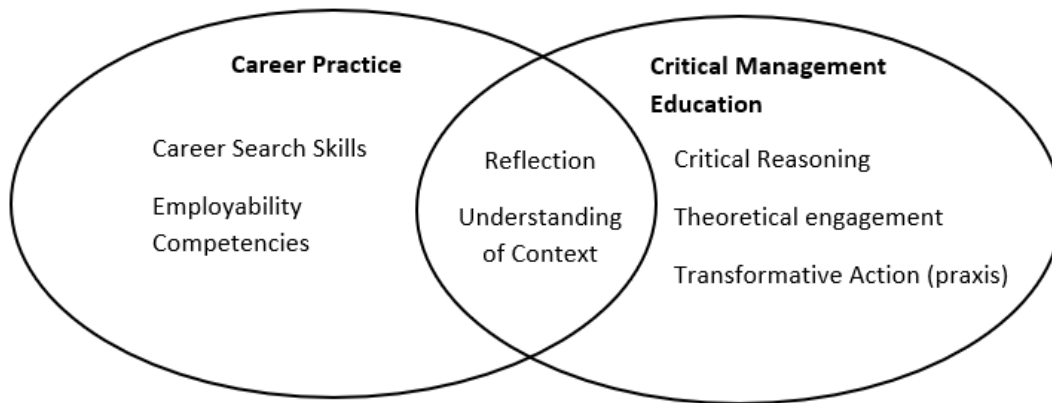 Career Practice
Career Search Skills
Employability
Competencies
Reflection
Understanding
of Context
Critical Management
Education
Critical Reasoning
Theoretical engagement
Transformative Action (praxis)